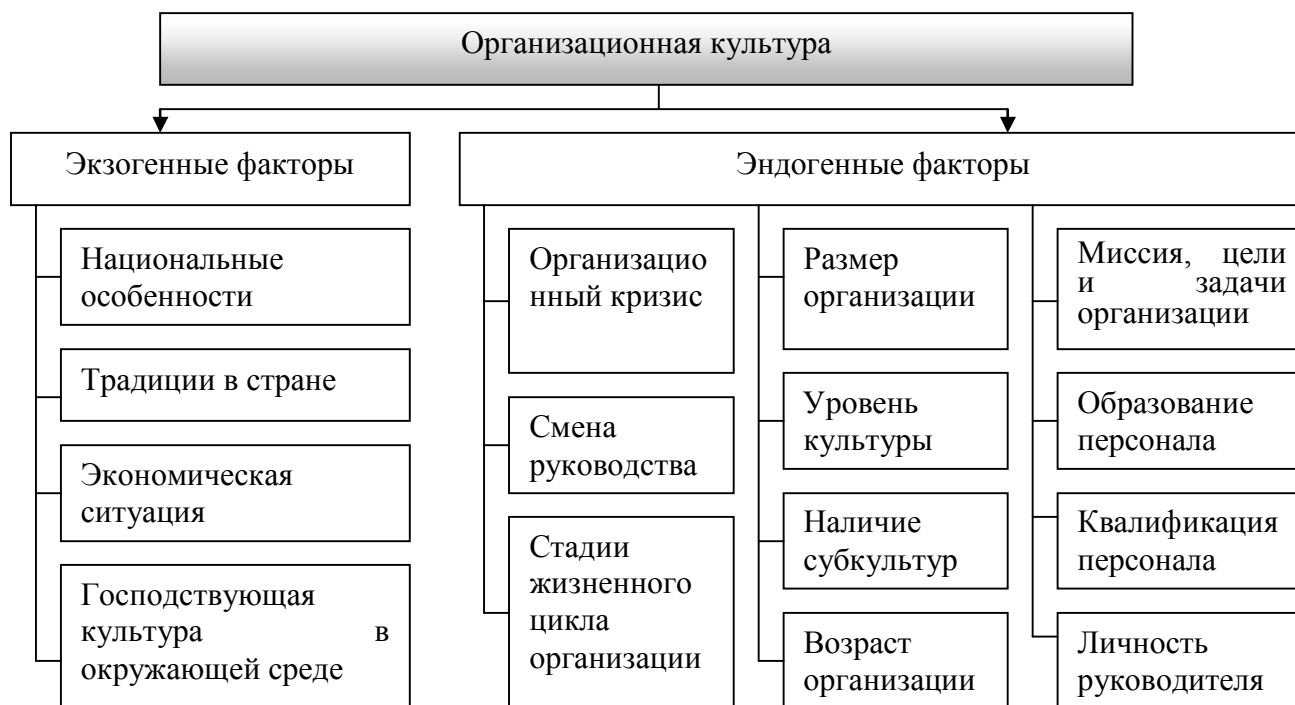 Организационная культура
Экзогенные факторы
Национальные
особенности
Традиции в стране
Экономическая
ситуация
Господствующая
культура в
окружающей среде
Эндогенные факторы
Организацио
нный кризис
Смена
руководства
Стадии
жизненного
цикла
организации
Размер
организации
Уровень
культуры
Наличие
субкультур
Возраст
организации
Миссия, цели
и задачи
организации
Образование
персонала
Квалификация
персонала
Личность
руководителя